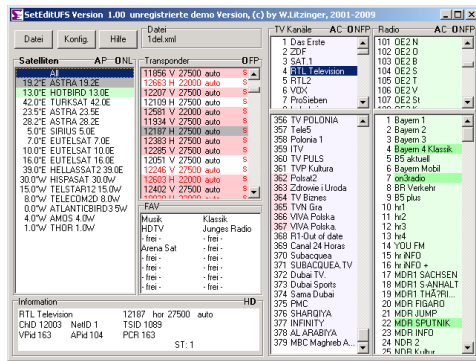 SetEditUFS Version 1.00 unregistrierte demo Version, (c) by W.Litzinger, 2001-2009
Datei Konfig. Hilfe
Datei
1del.xml
Satelliten AP ONL
All
19.2°E ASTRA 19.2E
13.0°E HOTBIRD 13.0E
42.0°E TURKSAT 42.0E
23.5°E ASTRA 23.5E
28.2°E ASTRA 28.2E
5.0°E SIRIUS 5.0E
7.0°E EUTELSAT 7.0E
10.0°E EUTELSAT 10.0E
16.0°E EUTELSAT 16.0E
39.0°E HELLASSAT2 39.0E
30.0°W HISPASAT 30.0W
15.0°W TELSTAR12 15.0W
8.0°W TELECOM2D 8.0W
5.0°W ATLANTICBIRD3 5W
4.0°W AMOS 4.0W
1.0°W THOR 1.0W
Transponder OFP
11856 V 27500 auto S
12663 H 22000 auto S
12207 V 27500 auto S
12109 H 27500 auto S
12581 V 22000 auto S
11934 V 27500 auto S
12187 H 27500 auto S
12383 H 27500 auto S
12285 V 27500 auto S
12051 V 27500 auto S
12246 V 27500 auto S
12603 H 22000 auto S
12402 V 27500 auto S
FAV
Musik Klassik
HDTV Junges Radio
- frei - - frei -
Arena Sat - frei -
- frei - - frei -
- frei - - frei -
- frei - - frei -
Information HD
RTL Television 12187 hor 27500 auto
ChID 12003 NetID 1 TSID 1089
VPid 163 APid 104 PCR 163
ST: 1
TV Kanäle AC ONFP
1 Das Erste
2 ZDF
3 SAT.1
4 RTL Television
5 RTL2
6 VOX
7 ProSieben
356 TV POLONIA
357 Tele5
358 Polonia 1
359 ITV
360 TV PULS
361 TVP Kultura
362 Polsat2
363 Zdrowie i Uroda
364 TV Biznes
365 TVN Gra
366 VIVA Polska
367 VIVA Polska.
368 R1-Out of date
369 Canal 24 Horas
370 Subacquea
371 SUBACQUEA.TV
372 Dubai TV.
373 Dubai Sports
374 Sama Dubai
375 PMC
376 SHARQIYA
377 INFINITY
378 AL ARABIYA
379 MBC Maghreb A...
Radio AC ONFP
101 OE2 N
102 OE2 O
103 OE2 B
104 OE2 S
105 OE2 T
106 OE2 V
107 OE2 St
1 Bayern 1
2 Bayern 2
3 Bayern 3
4 Bayern 4 Klassik
5 B5 aktuell
6 Bayern Mobil
7 on3radio
8 BR Verkehr
9 B5 plus
10 hr1
11 hr2
12 hr3
13 hr4
14 YOU FM
15 hr iNFO
16 hr iNFO +
17 MDR1 SACHSEN
18 MDR1 S-ANHALT
19 MDR1 THÃ?RI...
20 MDR FIGARO
21 MDR JUMP
22 MDR SPUTNIK
23 MDR INFO
24 NDR 2
25 NDR Kultur